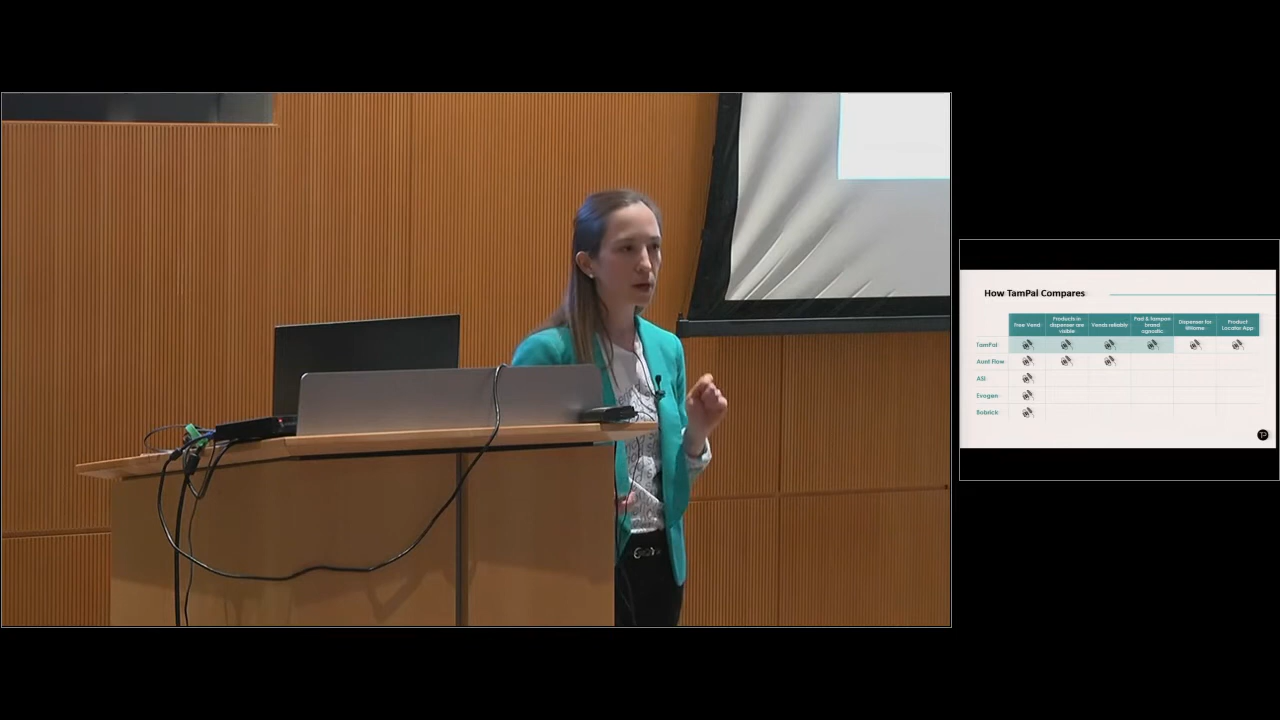 How TamPal Compares
Free Vend
Products in
dispenser are
visible
Vends reliably
Pad & tampon
brand
agnostic
Dispenser for
@Home
Product
Locator App
TamPal
Aunt Flow
ASI
Evogen
Bobrick